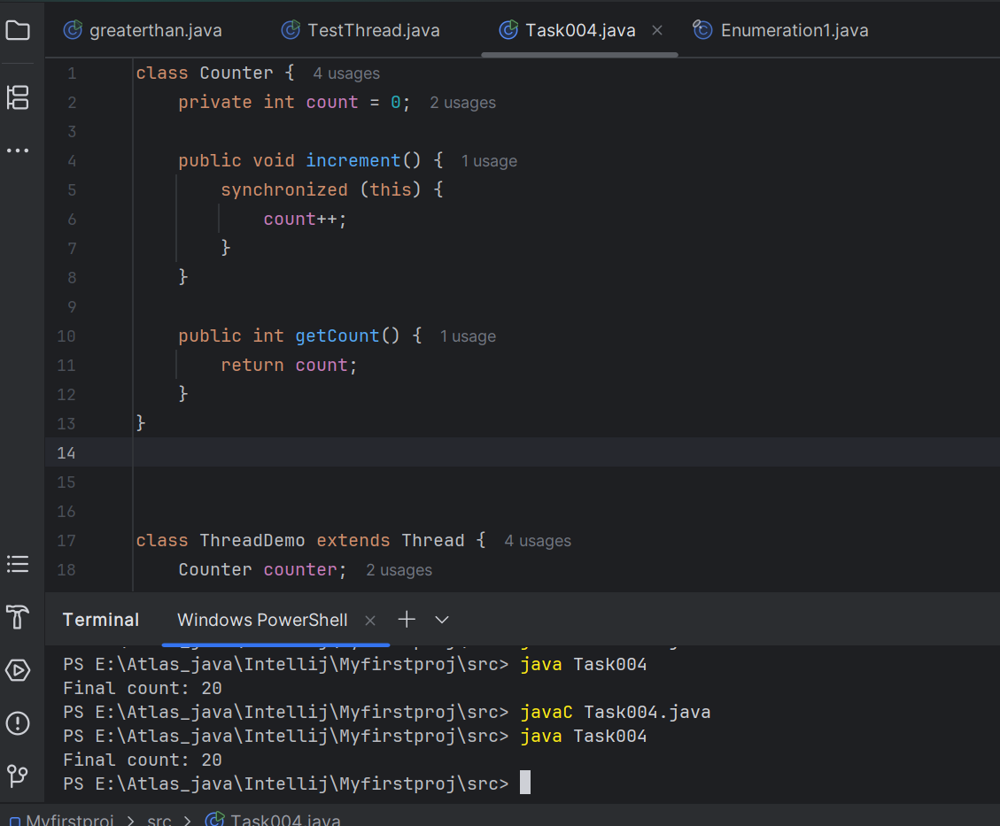 greaterthan.java TestThread.java Task004.java Enumeration1.java
1 class Counter { 4 usages
2 private int count = 0; 2 usages
3
4 public void increment() { 1 usage
5 synchronized (this) {
6 count++;
7 }
8 }
9
10 public int getCount() { 1 usage
11 return count;
12 }
13 }
14
15
16
17 class ThreadDemo extends Thread { 4 usages
18 Counter counter; 2 usages
Terminal Windows PowerShell
PS E:\Atlas_java\Intellij\Myfirstproj\src> java Task004
Final count: 20
PS E:\Atlas_java\Intellij\Myfirstproj\src> javaC Task004.java
PS E:\Atlas_java\Intellij\Myfirstproj\src> java Task004
Final count: 20
PS E:\Atlas_java\Intellij\Myfirstproj\src>
Myfirstproj > src > Task004.java